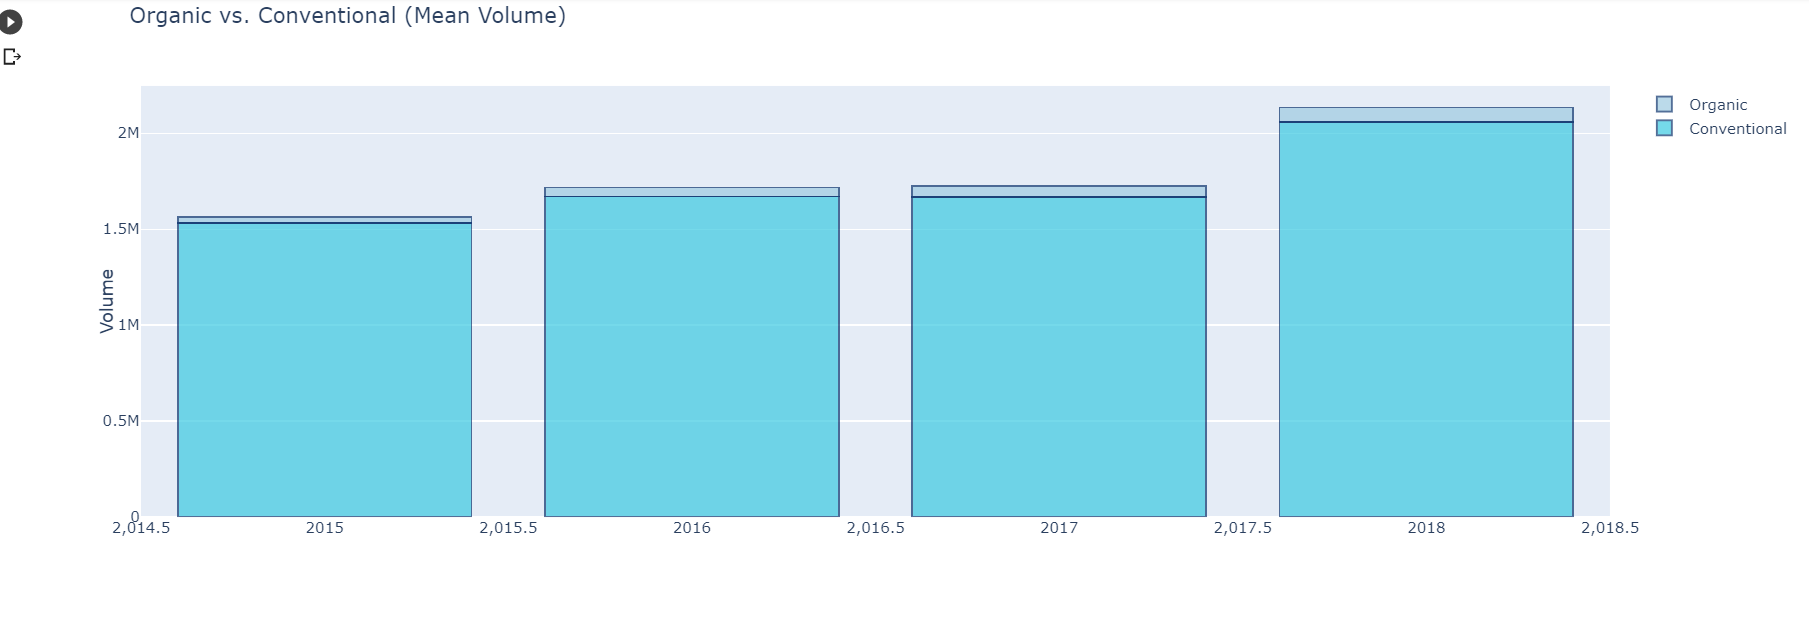 Organic vs. Conventional (Mean Volume)
Organic
Conventional
2M
1.5M
Volume
1M
0.5M
0
2,014.5 2015 2,015.5 2016 2,016.5 2017 2,017.5 2018 2,018.5